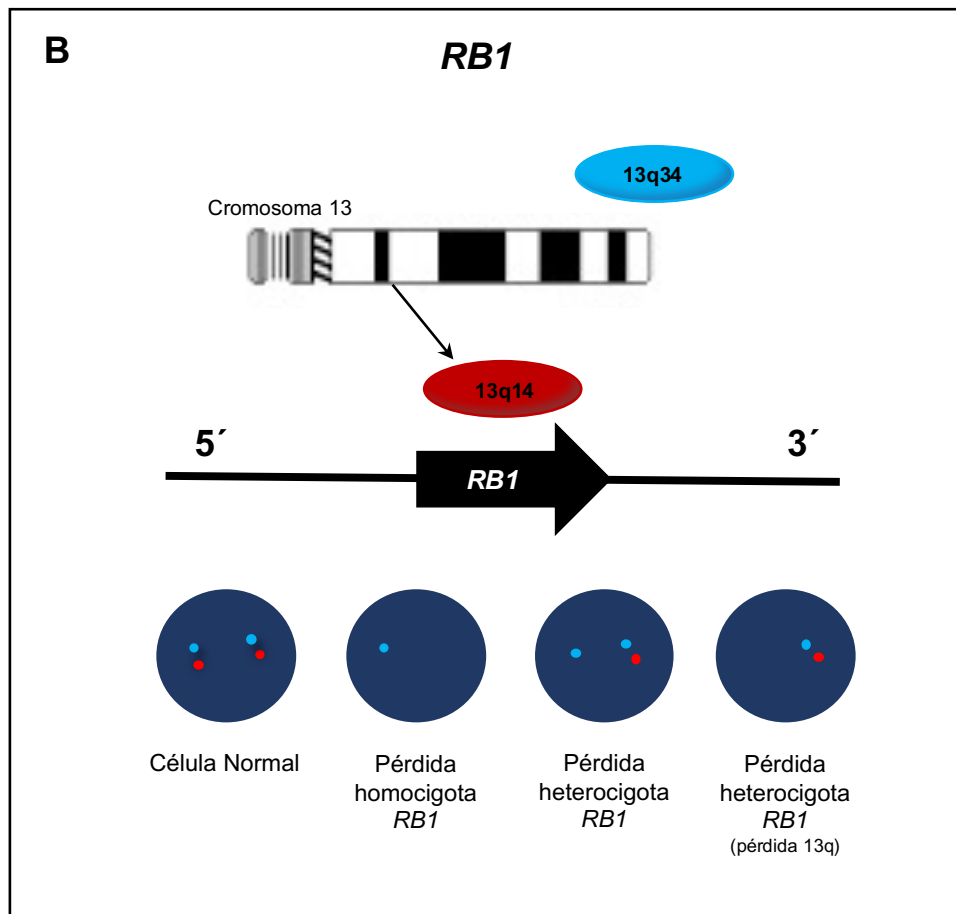 B
RB1
13q34
Cromosoma 13
13q14
5´
3´
RB1
Célula Normal
Pérdida
homocigota
RB1
Pérdida
heterocigota
RB1
Pérdida
heterocigota
RB1
(pérdida 13q)